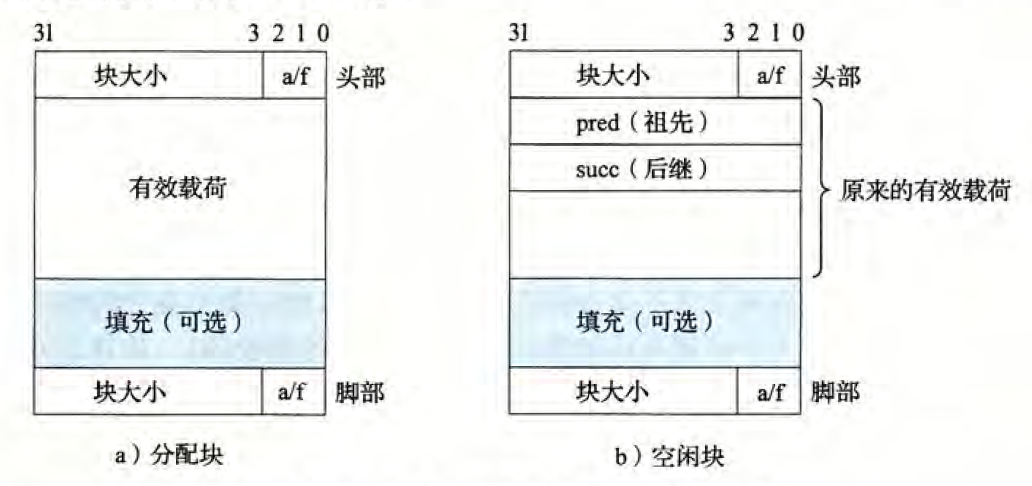 31 3 2 1 0
块大小 a/f 头部
有效载荷
填充（可选）
块大小 a/f 脚部
a）分配块
31 3 2 1 0
块大小 a/f 头部
pred（祖先）
succ（后继）
原来的有效载荷
填充（可选）
块大小 a/f 脚部
b）空闲块